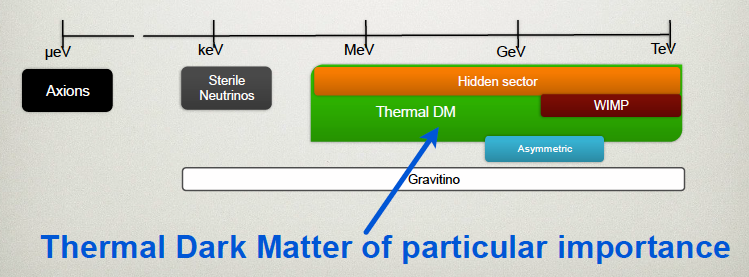 μeV keV MeV GeV TeV
Axions
Sterile
Neutrinos
Hidden sector
Thermal DM
WIMP
Asymmetric
Gravitino
Thermal Dark Matter of particular importance